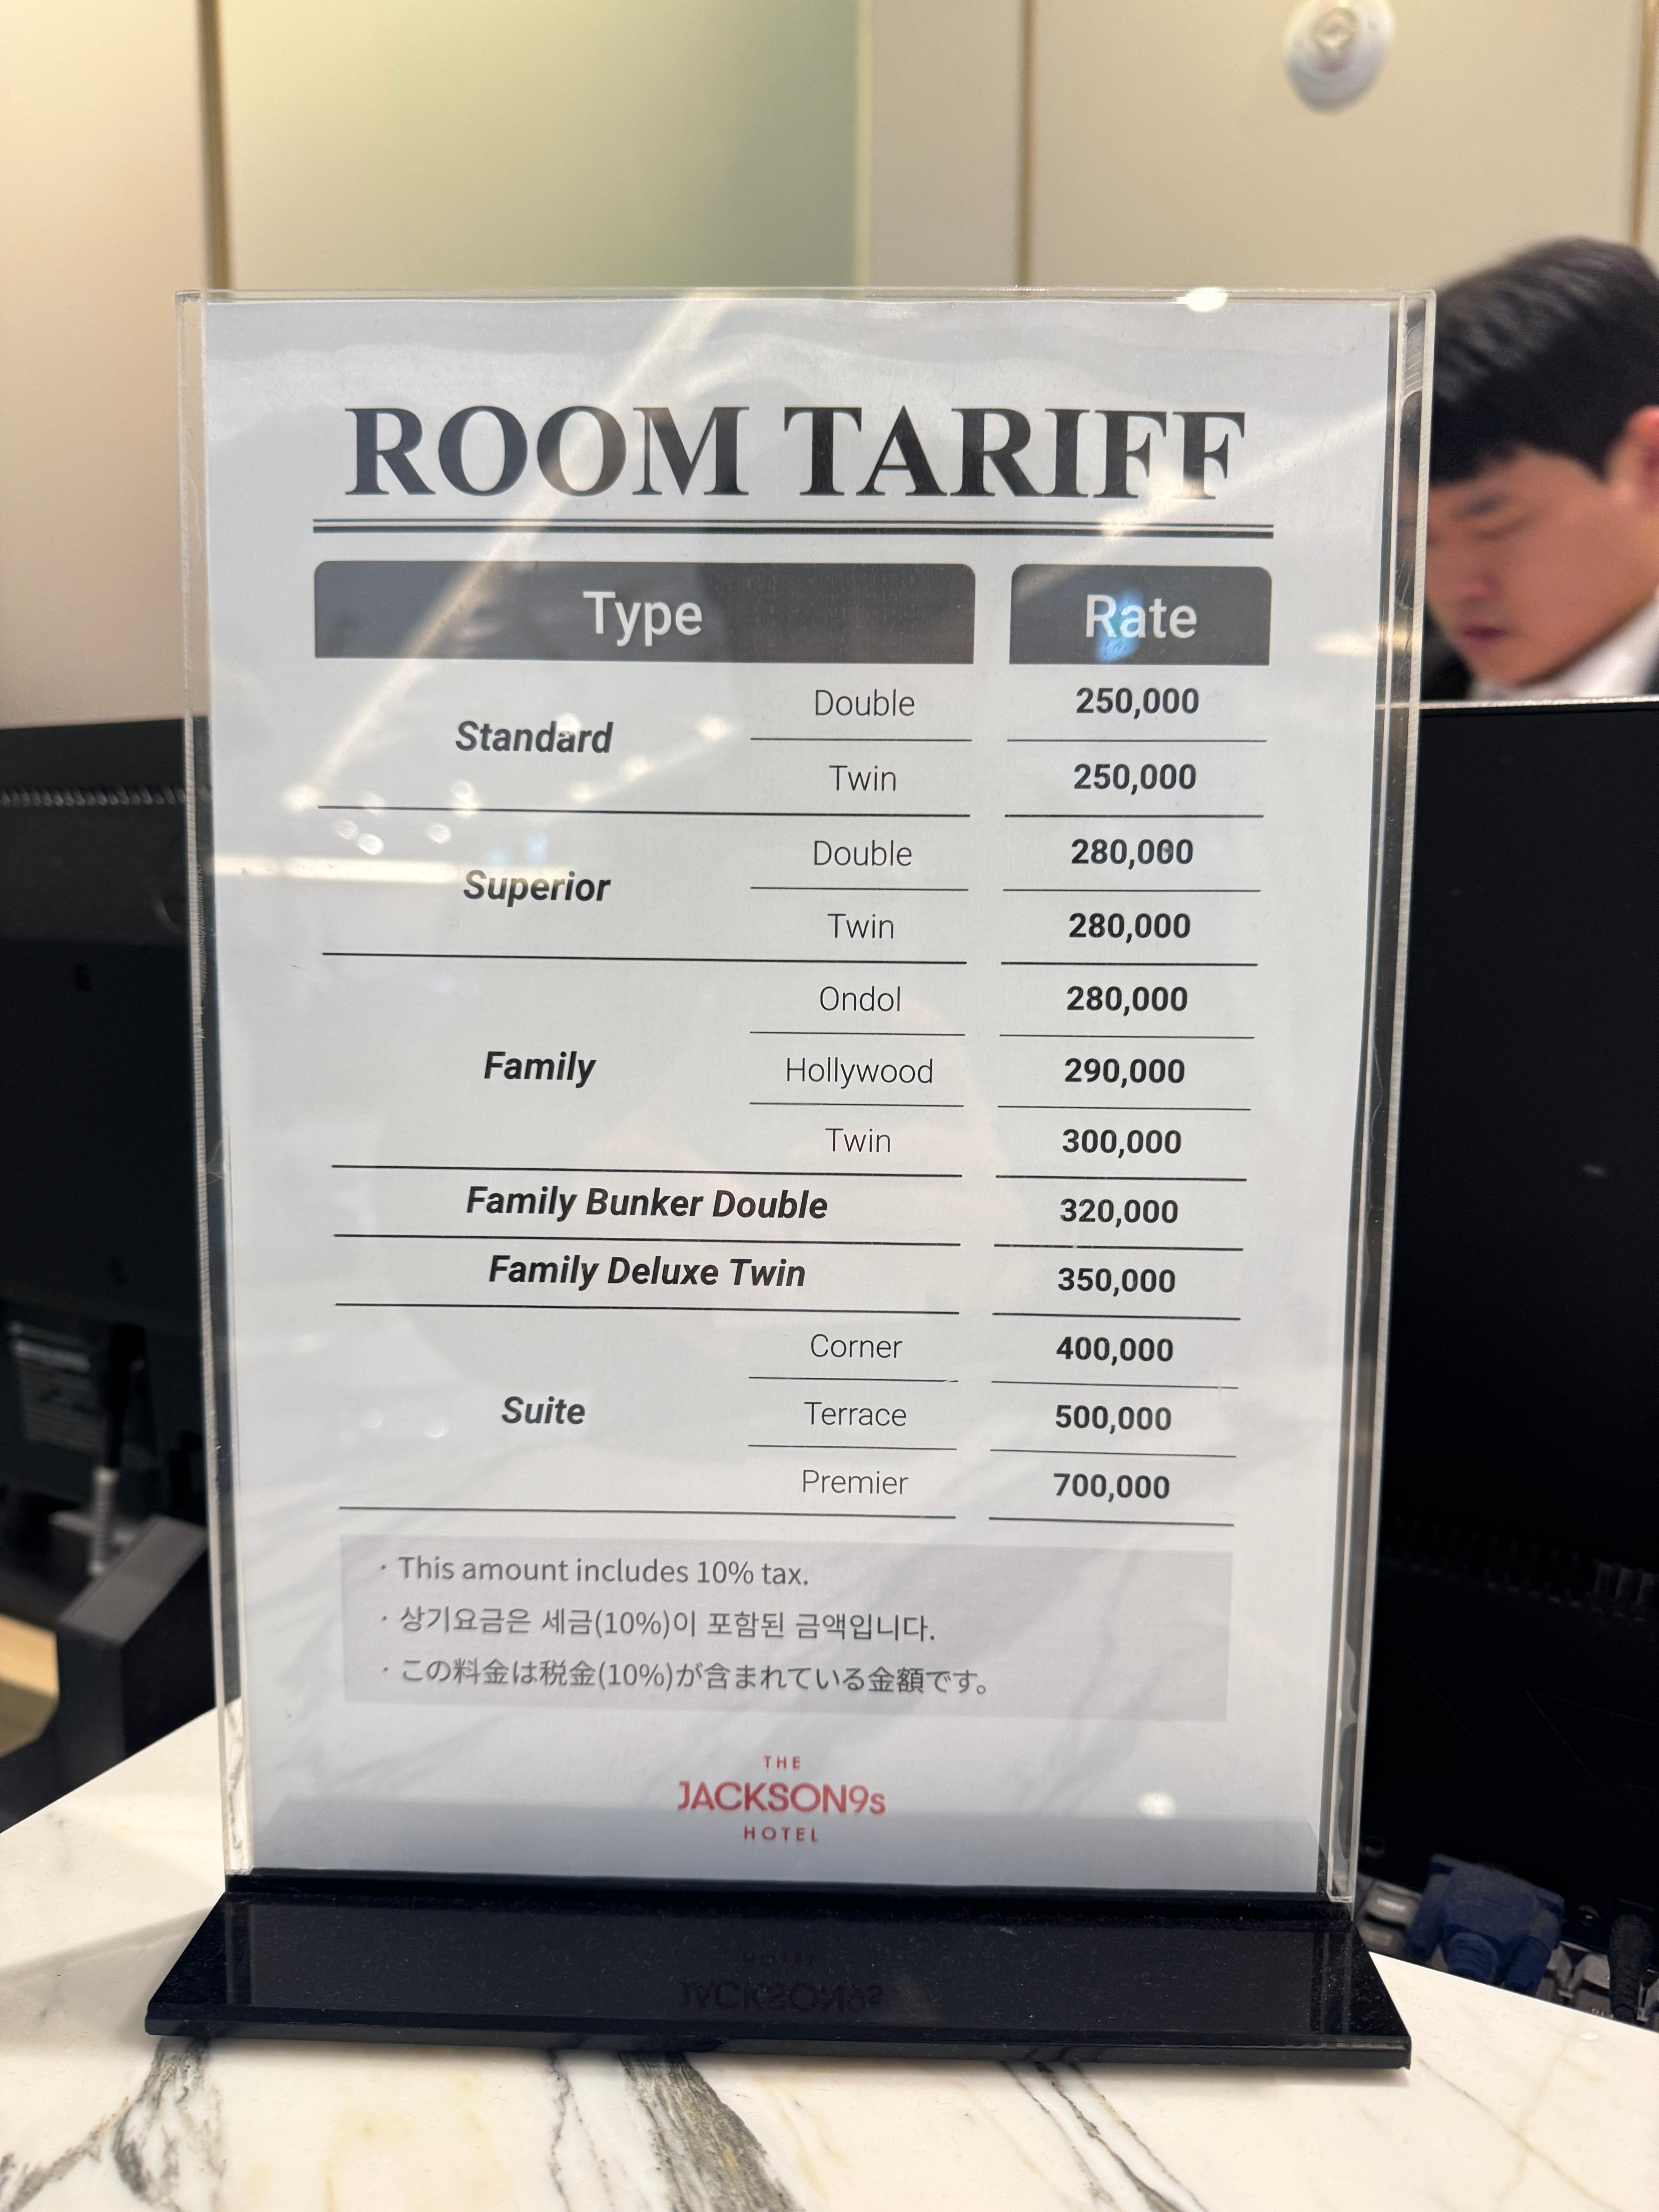 ROOM TARIFF
Type Rate
Standard Double 250,000
Twin 250,000
Superior Double 280,000
Twin 280,000
Family Ondol 280,000
Hollywood 290,000
Twin 300,000
Family Bunker Double 320,000
Family Deluxe Twin 350,000
Suite Corner 400,000
Terrace 500,000
Premier 700,000
· This amount includes 10% tax.
· 상기요금은 세금(10%)이 포함된 금액입니다.
· この料金は税金(10%)が含まれている金額です。
THE
JACKSON9s
HOTEL